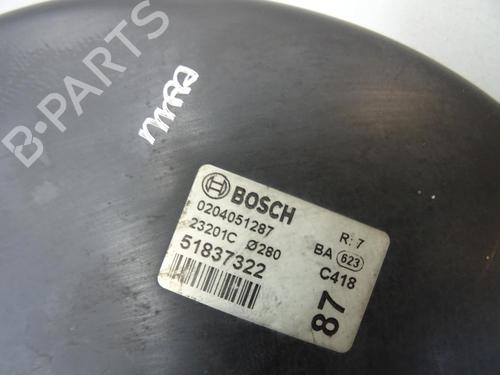 B-PARTS
BOSCH
0204051287 R: 7
23201C Ø280 BA 623
51837322 C418
87